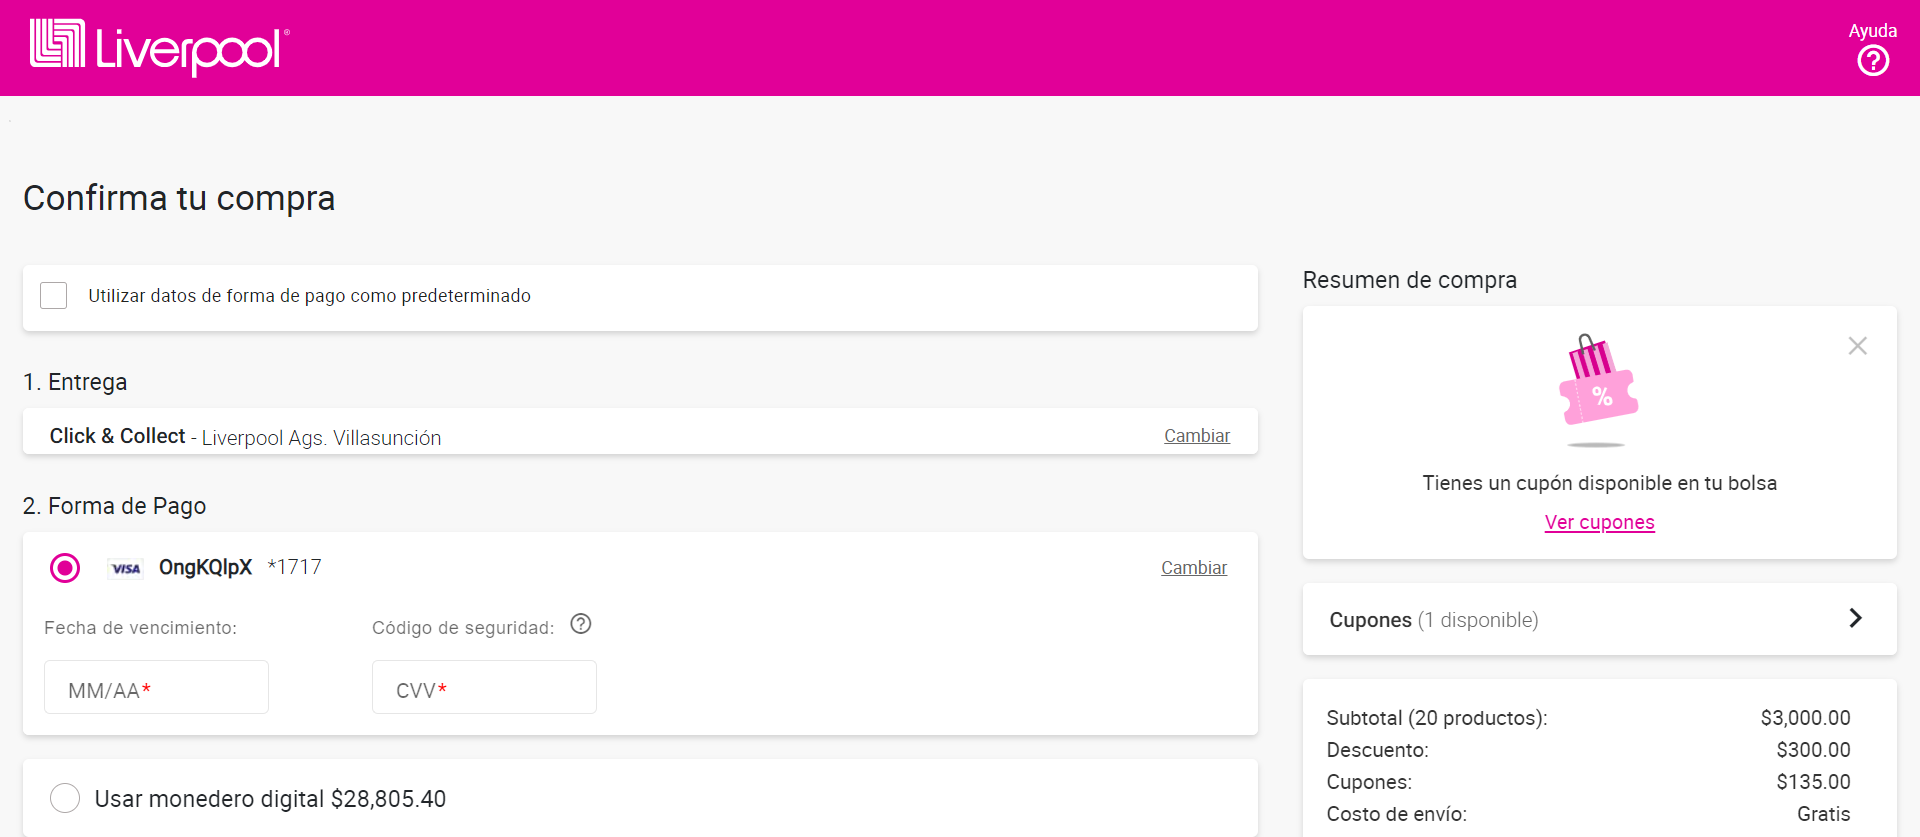 Liverpool®
Ayuda
?
Confirma tu compra
Utilizar datos de forma de pago como predeterminado
1. Entrega
Click & Collect - Liverpool Ags. Villasunción
Cambiar
2. Forma de Pago
VISA OngKQlpX *1717
Cambiar
Fecha de vencimiento:
Código de seguridad: ?
MM/AA*
CVV*
Usar monedero digital $28,805.40
Resumen de compra
%
Tienes un cupón disponible en tu bolsa
Ver cupones
Cupones (1 disponible)
Subtotal (20 productos): $3,000.00
Descuento: $300.00
Cupones: $135.00
Costo de envío: Gratis